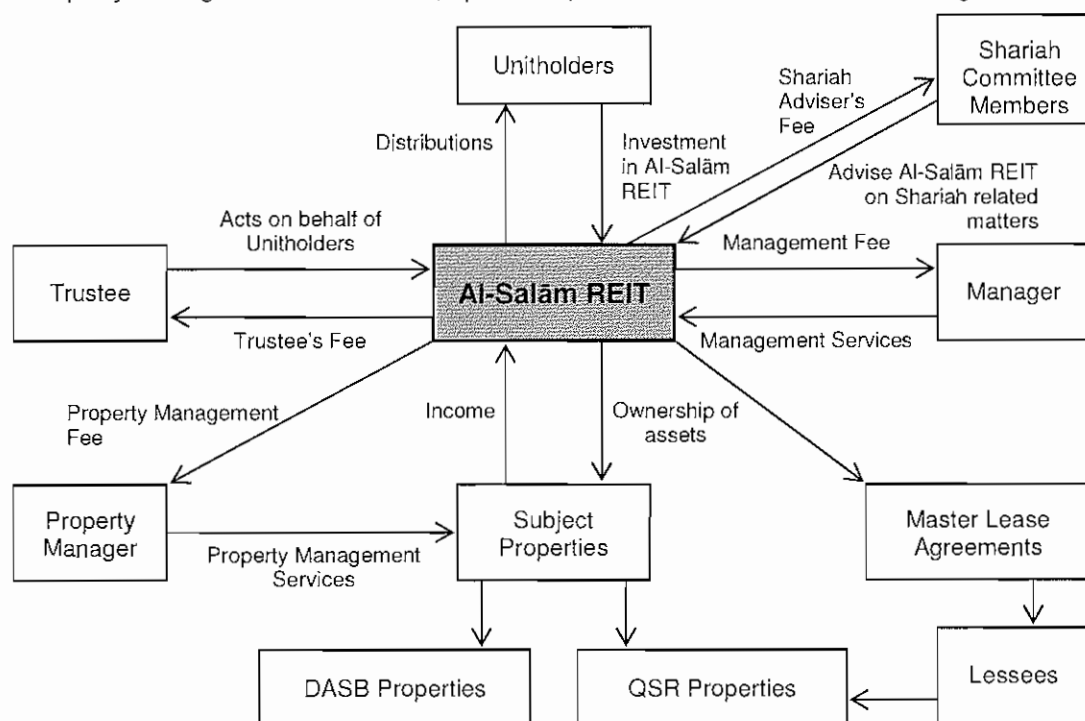 Unitholders
Shariah
Committee
Members
Shariah
Adviser's
Fee
Distributions
Investment
in Al-Salām
REIT
Advise Al-Salām REIT
on Shariah related
matters
Acts on behalf of
Unitholders
Management Fee
Trustee
Al-Salām REIT
Manager
Trustee's Fee
Management Services
Property Management
Fee
Income
Ownership of
assets
Property
Manager
Subject
Properties
Master Lease
Agreements
Property Management
Services
DASB Properties
QSR Properties
Lessees